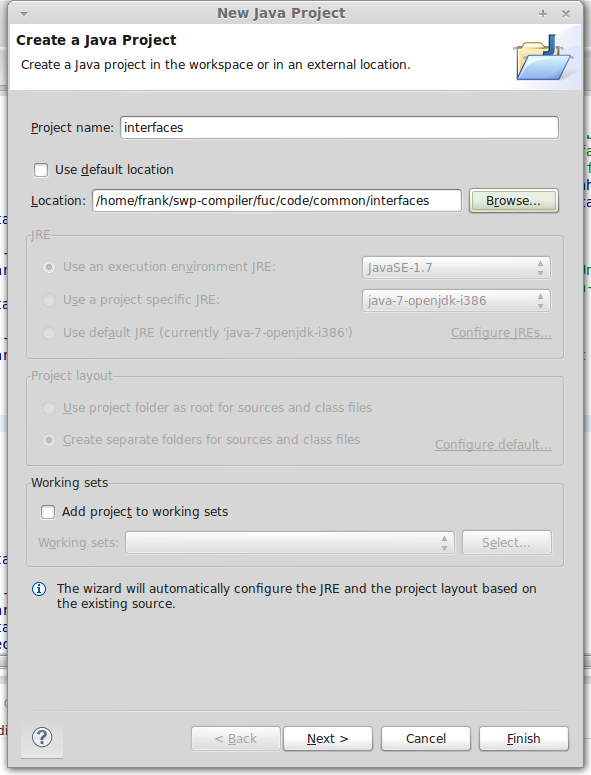 New Java Project
Create a Java Project
Create a Java project in the workspace or in an external location.
Project name: interfaces
Use default location
Location: /home/frank/swp-compiler/fuc/code/common/interfaces Browse...
JRE
Use an execution environment JRE: JavaSE-1.7
Use a project specific JRE: java-7-openjdk-i386
Use default JRE (currently 'java-7-openjdk-i386') Configure JREs...
Project layout
Use project folder as root for sources and class files
Create separate folders for sources and class files Configure default...
Working sets
Add project to working sets
Working sets: Select...
The wizard will automatically configure the JRE and the project layout based on
the existing source.
? < Back Next > Cancel Finish